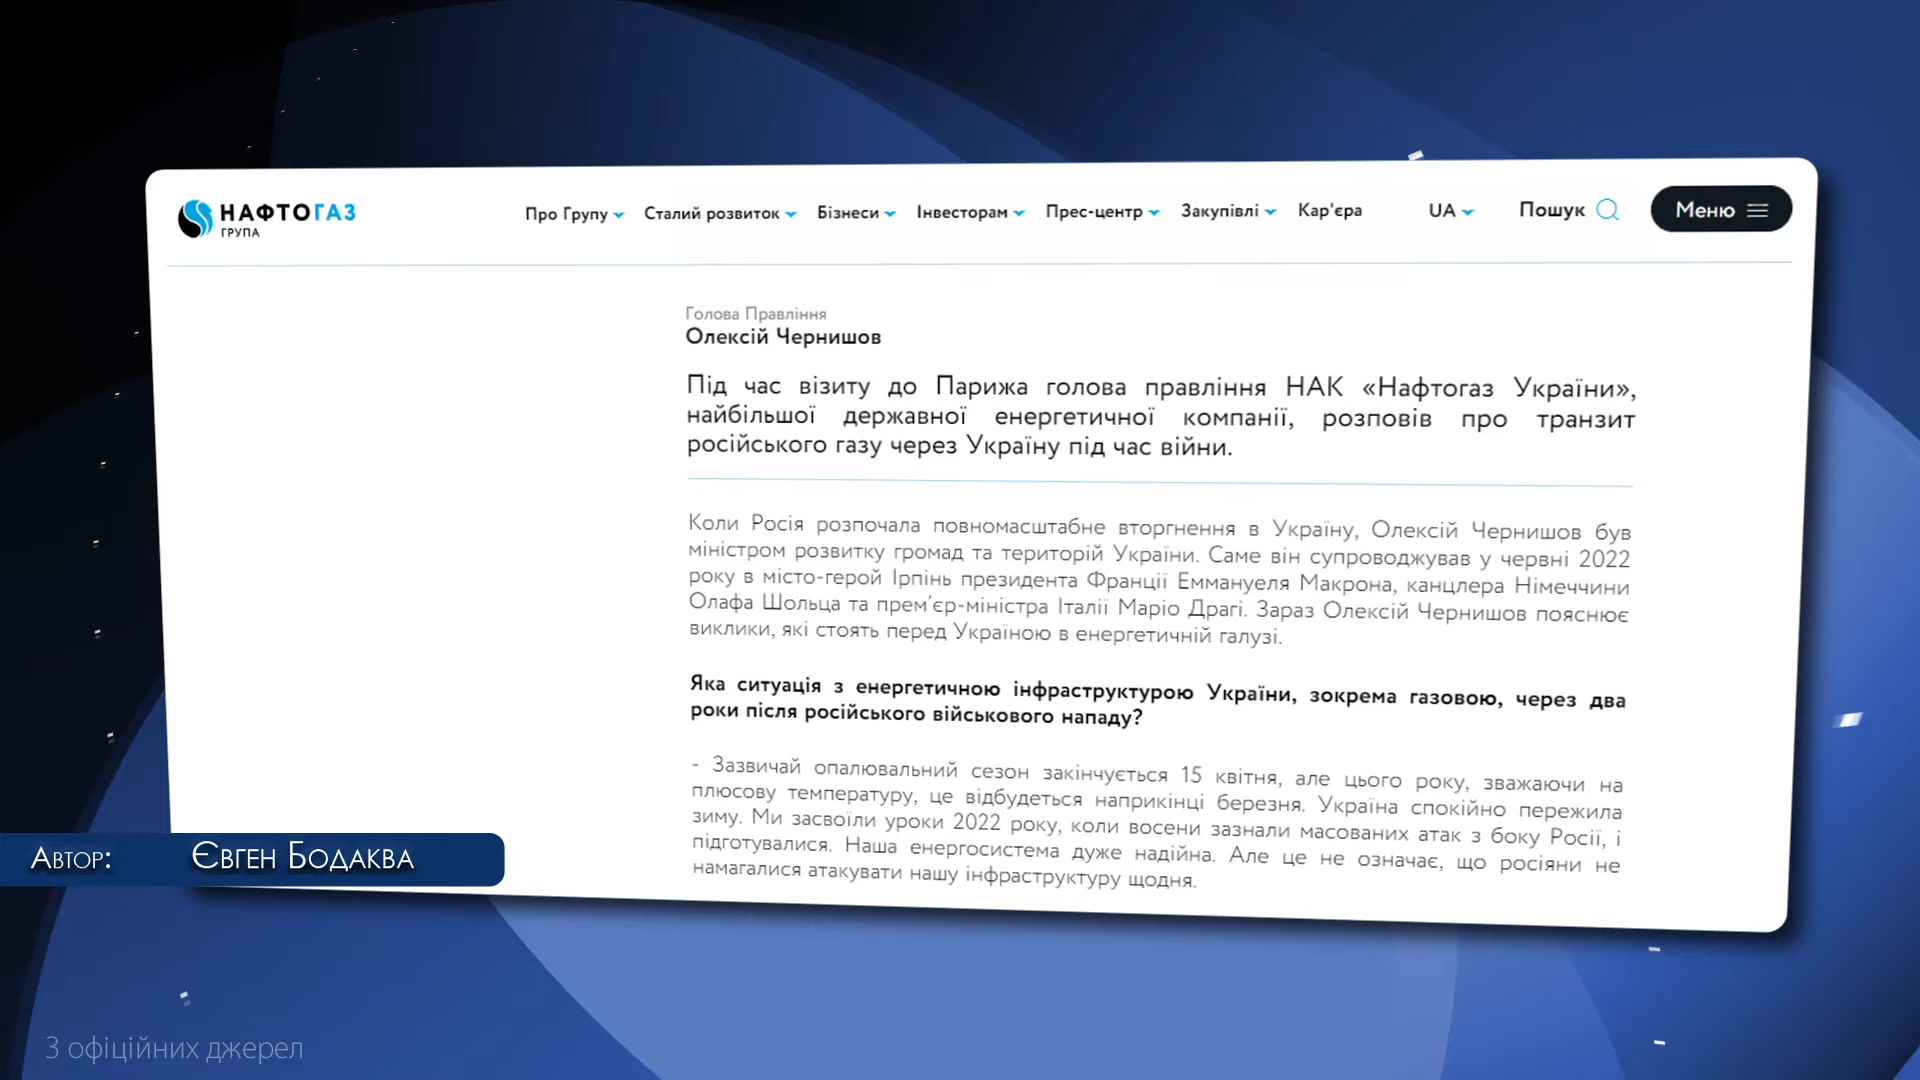 НАФТОГАЗ
ГРУПА
Про Групу
Сталий розвиток
Бізнеси
Інвесторам
Прес-центр
Закупівлі
Кар'єра
UA
Пошук
Меню
Голова Правління
Олексій Чернишов
Під час візиту до Парижа голова правління НАК «Нафтогаз України»,
найбільшої державної енергетичної компанії, розповів про транзит
російського газу через Україну під час війни.
Коли Росія розпочала повномасштабне вторгнення в Україну, Олексій Чернишов був
міністром розвитку громад та територій України. Саме він супроводжував у червні 2022
року в місто-герой Ірпінь президента Франції Емммануеля Макрона, канцлера Німеччини
Олафа Шольца та прем’єр-міністра Італії Маріо Драгі. Зараз Олексій Чернишов пояснює
виклики, які стоять перед Україною в енергетичній галузі.
Яка ситуація з енергетичною інфраструктурою України, зокрема газовою, через два
роки після російського військового нападу?
- Зазвичай опалювальний сезон закінчується 15 квітня, але цього року, зважаючи на
плюсову температуру, це відбудеться наприкінці березня. Україна спокійно пережила
зиму. Ми засвоїли уроки 2022 року, коли восени зазнали масованих атак з боку Росії, і
підготувалися. Наша енергосистема дуже надійна. Але це не означає, що росіяни не
намагалися атакувати нашу інфраструктуру щодня.
Автор: Євген Бодаква
З офіційних джерел